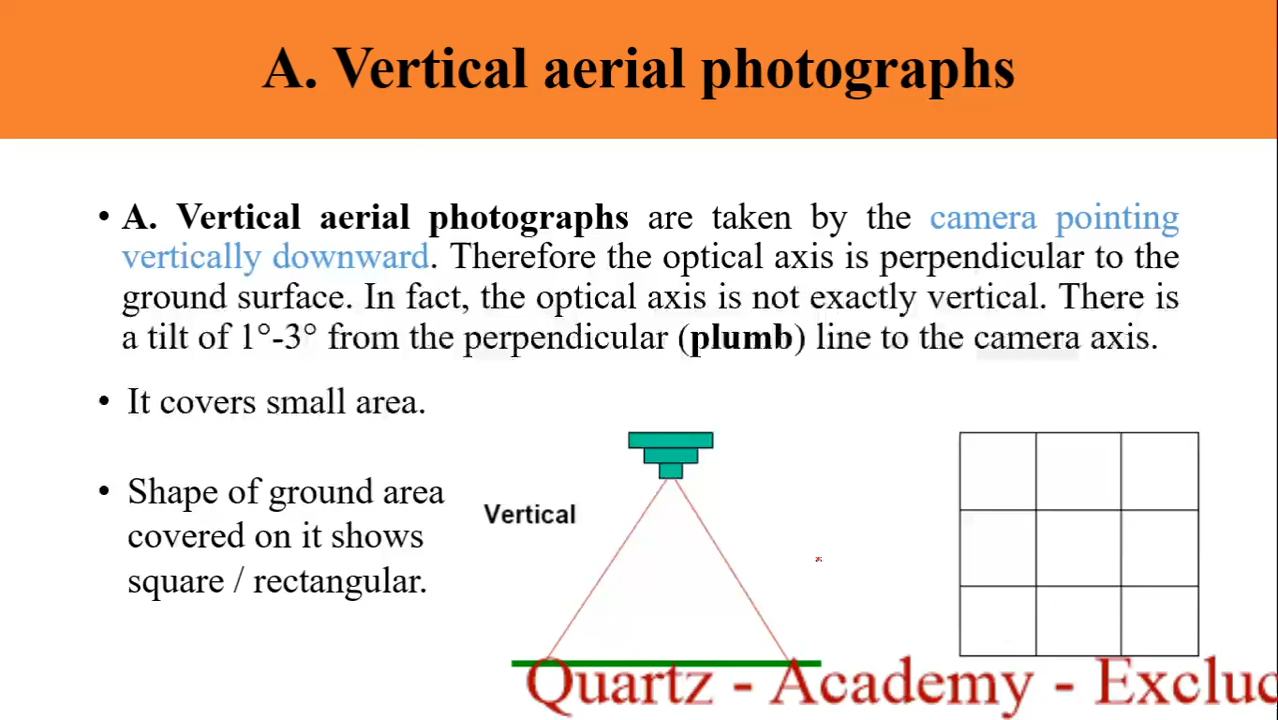 A. Vertical aerial photographs
• A. Vertical aerial photographs are taken by the camera pointing
vertically downward. Therefore the optical axis is perpendicular to the
ground surface. In fact, the optical axis is not exactly vertical. There is
a tilt of 1°-3° from the perpendicular (plumb) line to the camera axis.
• It covers small area.
• Shape of ground area
covered on it shows
square / rectangular.
Vertical
Quartz - Academy - Exclu